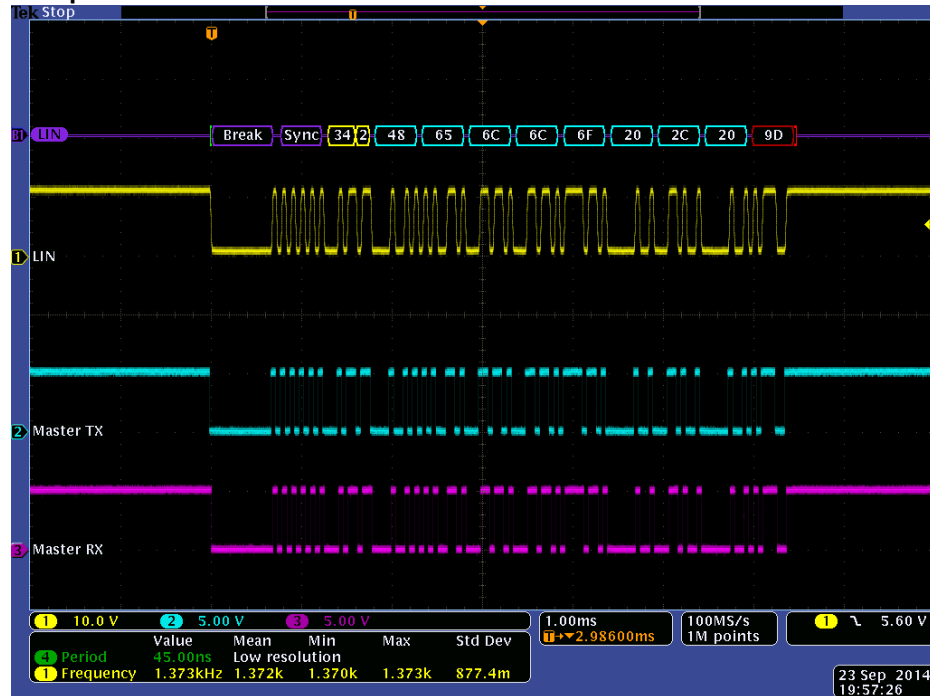 Tek Stop
T
T
B1 LIN Break Sync 34 2 48 65 6C 6C 6F 20 2C 20 9D
1 LIN
2 Master TX
3 Master RX
1 10.0 V 2 5.00 V 3 5.00 V 1.00ms 100MS/s 1 5.60 V
T→▼2.98600ms 1M points
Value Mean Min Max Std Dev
4 Period 45.00ns Low resolution
1 Frequency 1.373kHz 1.372k 1.370k 1.373k 877.4m
23 Sep 2014
19:57:26